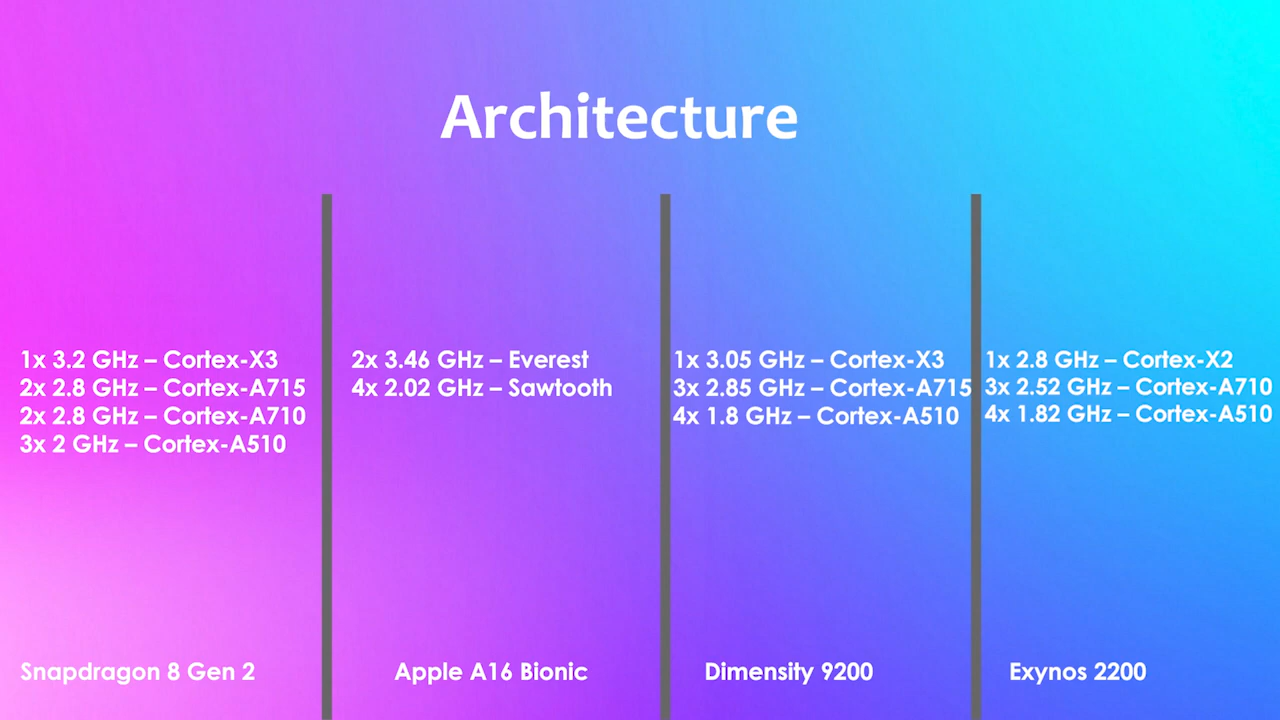 Architecture
1x 3.2 GHz – Cortex-X3
2x 2.8 GHz – Cortex-A715
2x 2.8 GHz – Cortex-A710
3x 2 GHz – Cortex-A510
Snapdragon 8 Gen 2
2x 3.46 GHz – Everest
4x 2.02 GHz – Sawtooth
Apple A16 Bionic
1x 3.05 GHz – Cortex-X3
3x 2.85 GHz – Cortex-A715
4x 1.8 GHz – Cortex-A510
Dimensity 9200
1x 2.8 GHz – Cortex-X2
3x 2.52 GHz – Cortex-A710
4x 1.82 GHz – Cortex-A510
Exynos 2200